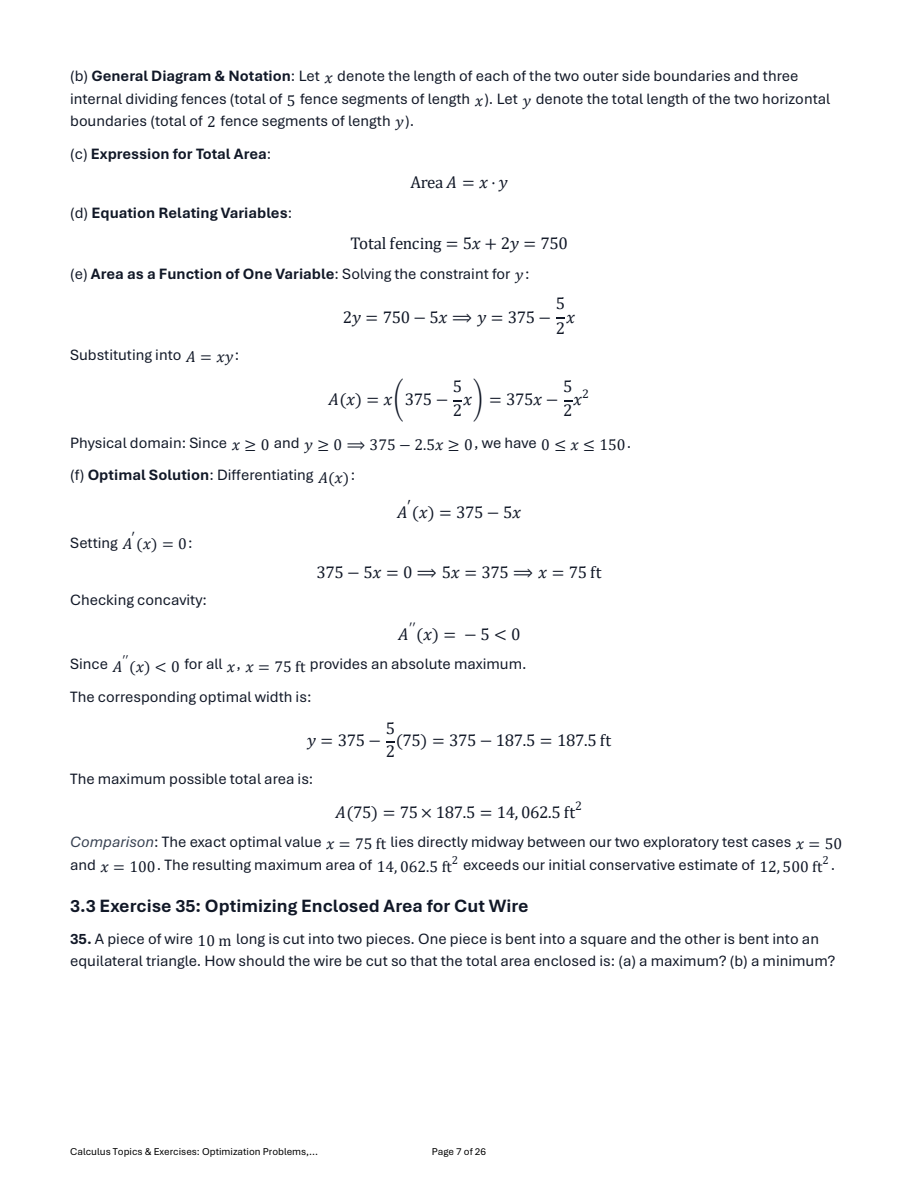 (b) General Diagram & Notation: Let x denote the length of each of the two outer side boundaries and three
internal dividing fences (total of 5 fence segments of length x). Let y denote the total length of the two horizontal
boundaries (total of 2 fence segments of length y).
(c) Expression for Total Area:
Area A = x · y
(d) Equation Relating Variables:
Total fencing = 5x + 2y = 750
(e) Area as a Function of One Variable: Solving the constraint for y:
2y = 750 − 5x ⟹ y = 375 − 5/2 x
Substituting into A = xy:
A(x) = x(375 − 5/2 x) = 375x − 5/2 x²
Physical domain: Since x ≥ 0 and y ≥ 0 ⟹ 375 − 2.5x ≥ 0, we have 0 ≤ x ≤ 150.
(f) Optimal Solution: Differentiating A(x):
A′(x) = 375 − 5x
Setting A′(x) = 0:
375 − 5x = 0 ⟹ 5x = 375 ⟹ x = 75 ft
Checking concavity:
A″(x) = − 5 < 0
Since A″(x) < 0 for all x, x = 75 ft provides an absolute maximum.
The corresponding optimal width is:
y = 375 − 5/2 (75) = 375 − 187.5 = 187.5 ft
The maximum possible total area is:
A(75) = 75 × 187.5 = 14,062.5 ft²
Comparison: The exact optimal value x = 75 ft lies directly midway between our two exploratory test cases x = 50
and x = 100. The resulting maximum area of 14,062.5 ft² exceeds our initial conservative estimate of 12,500 ft².
3.3 Exercise 35: Optimizing Enclosed Area for Cut Wire
35. A piece of wire 10 m long is cut into two pieces. One piece is bent into a square and the other is bent into an
equilateral triangle. How should the wire be cut so that the total area enclosed is: (a) a maximum? (b) a minimum?
Calculus Topics & Exercises: Optimization Problems,... Page 7 of 26